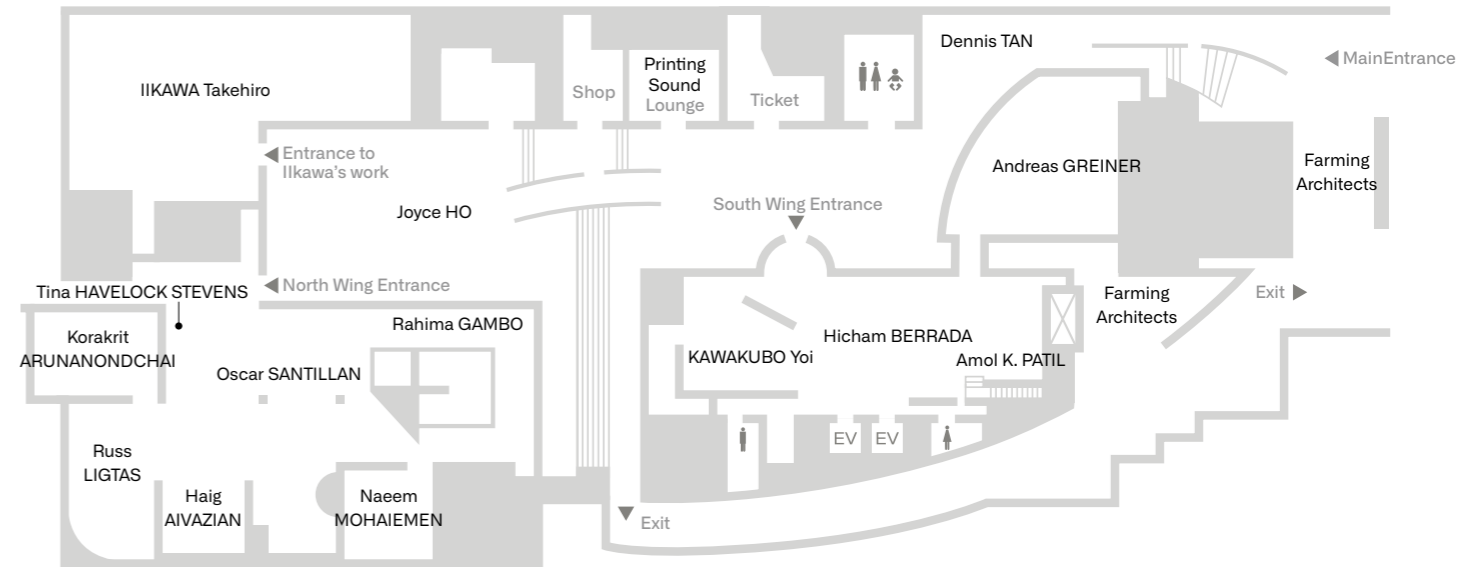 Dennis TAN
MainEntrance
Printing
Sound
Lounge
IIKAWA Takehiro
Shop
Ticket
Entrance to
IIkawa's work
Farming
Architects
Andreas GREINER
South Wing Entrance
Joyce HO
North Wing Entrance
Tina HAVELOCK STEVENS
Farming
Architects
Exit
Rahima GAMBO
Korakrit
ARUNANONDCHAI
Hicham BERRADA
KAWAKUBO Yoi
Amol K. PATIL
Oscar SANTILLAN
EV
EV
Russ
LIGTAS
Haig
AIVAZIAN
Naeem
MOHAIEMEN
Exit